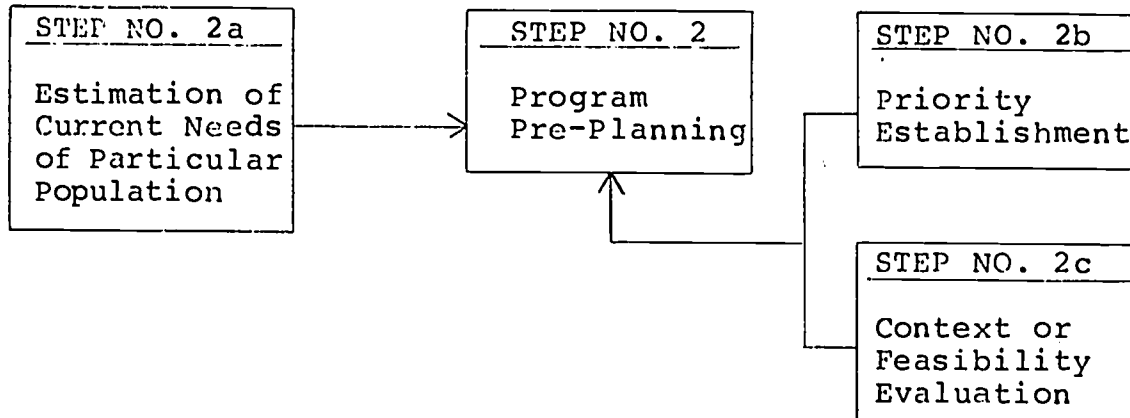 STEP NO. 2a
Estimation of
Current Needs
of Particular
Population
STEP NO. 2
Program
Pre-Planning
STEP NO. 2b
Priority
Establishment
STEP NO. 2c
Context or
Feasibility
Evaluation